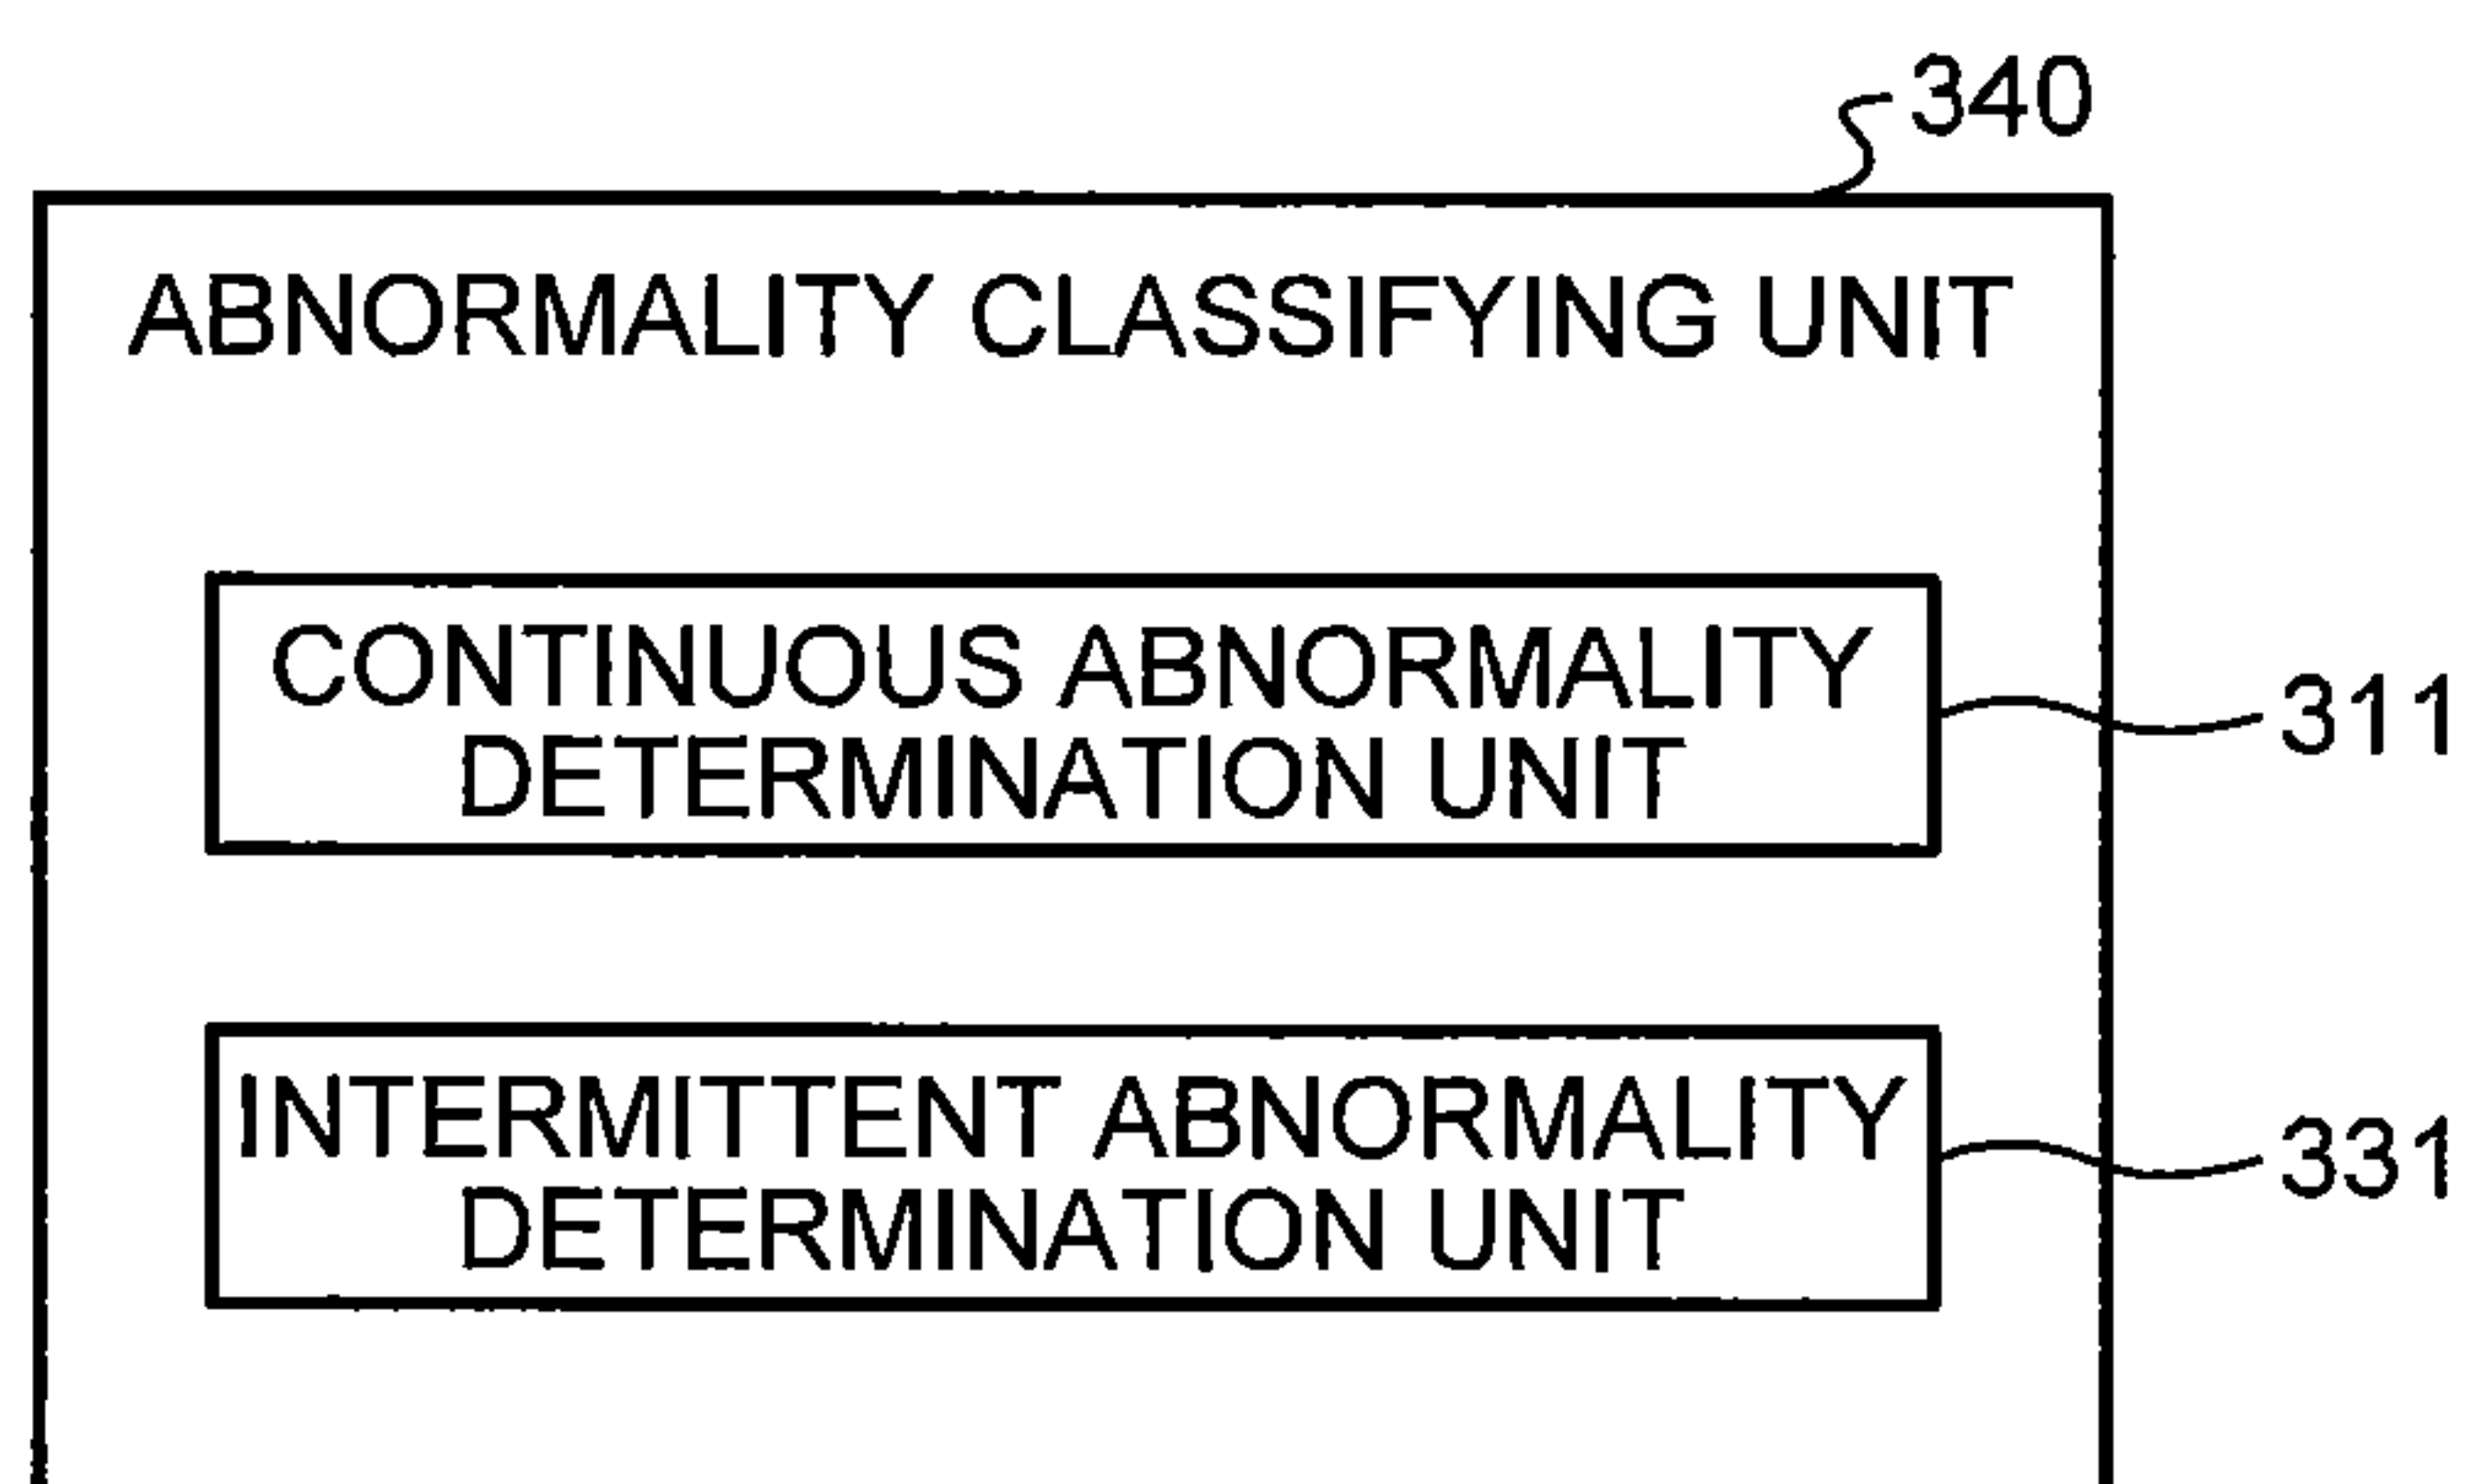 340
ABNORMALITY CLASSIFYING UNIT
CONTINUOUS ABNORMALITY
DETERMINATION UNIT
311
INTERMITTENT ABNORMALITY
DETERMINATION UNIT
331